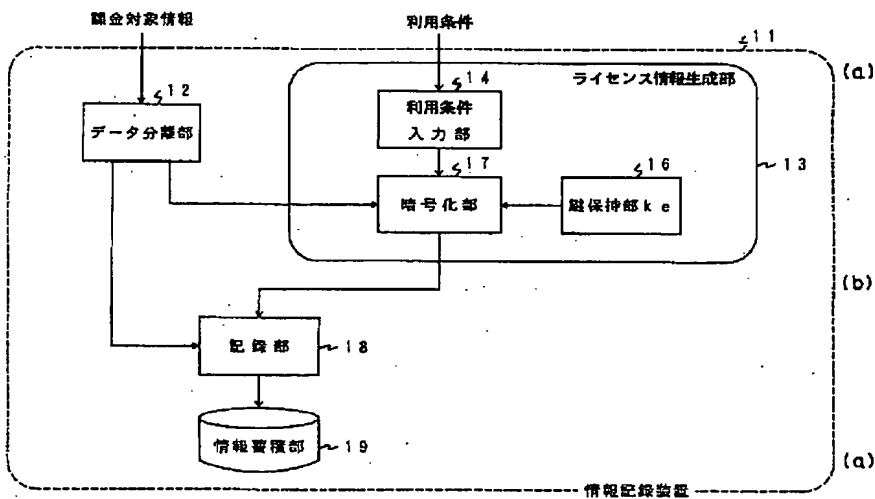 課金対象情報
利用条件
11
(a)
ライセンス情報生成部
12
データ分離部
14
利用条件
入力部
13
17
暗号化部
16
鍵保持部ke
(b)
記録部
18
情報蓄積部
19
(a)
情報記録装置